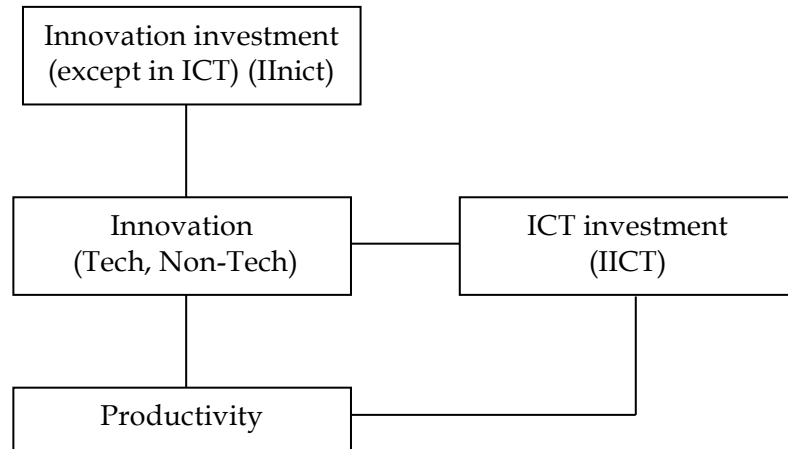 Innovation investment
(except in ICT) (IInict)
Innovation
(Tech, Non-Tech)
ICT investment
(IICT)
Productivity